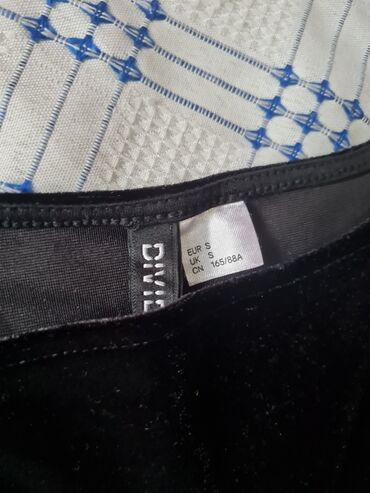 DIVI
EUR S
UK S
CN 165/88A